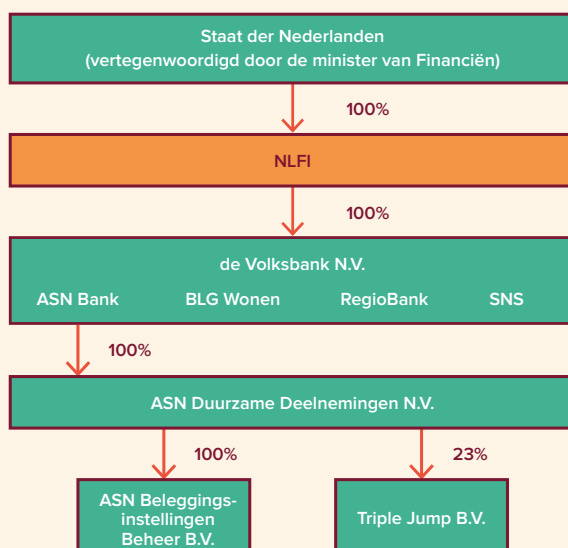 Staat der Nederlanden
(vertegenwoordigd door de minister van Financiën)
100%
NLFI
100%
de Volksbank N.V.
ASN Bank BLG Wonen RegioBank SNS
100%
ASN Duurzame Deelnemingen N.V.
100% 23%
ASN Beleggings-
instellingen
Beheer B.V.
Triple Jump B.V.